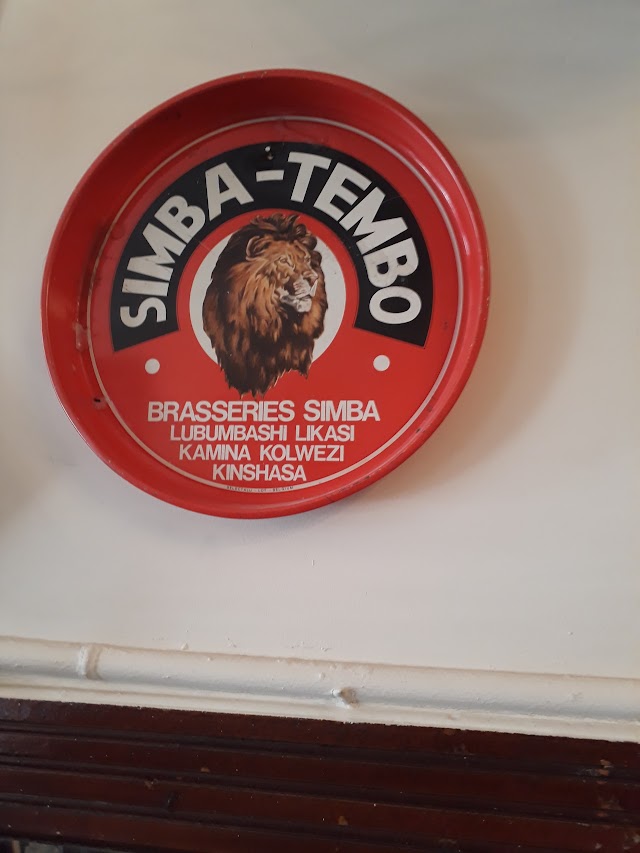 SIMBA-TEMBO
BRASSERIES SIMBA
LUBUMBASHI LIKASI
KAMINA KOLWEZI
KINSHASA